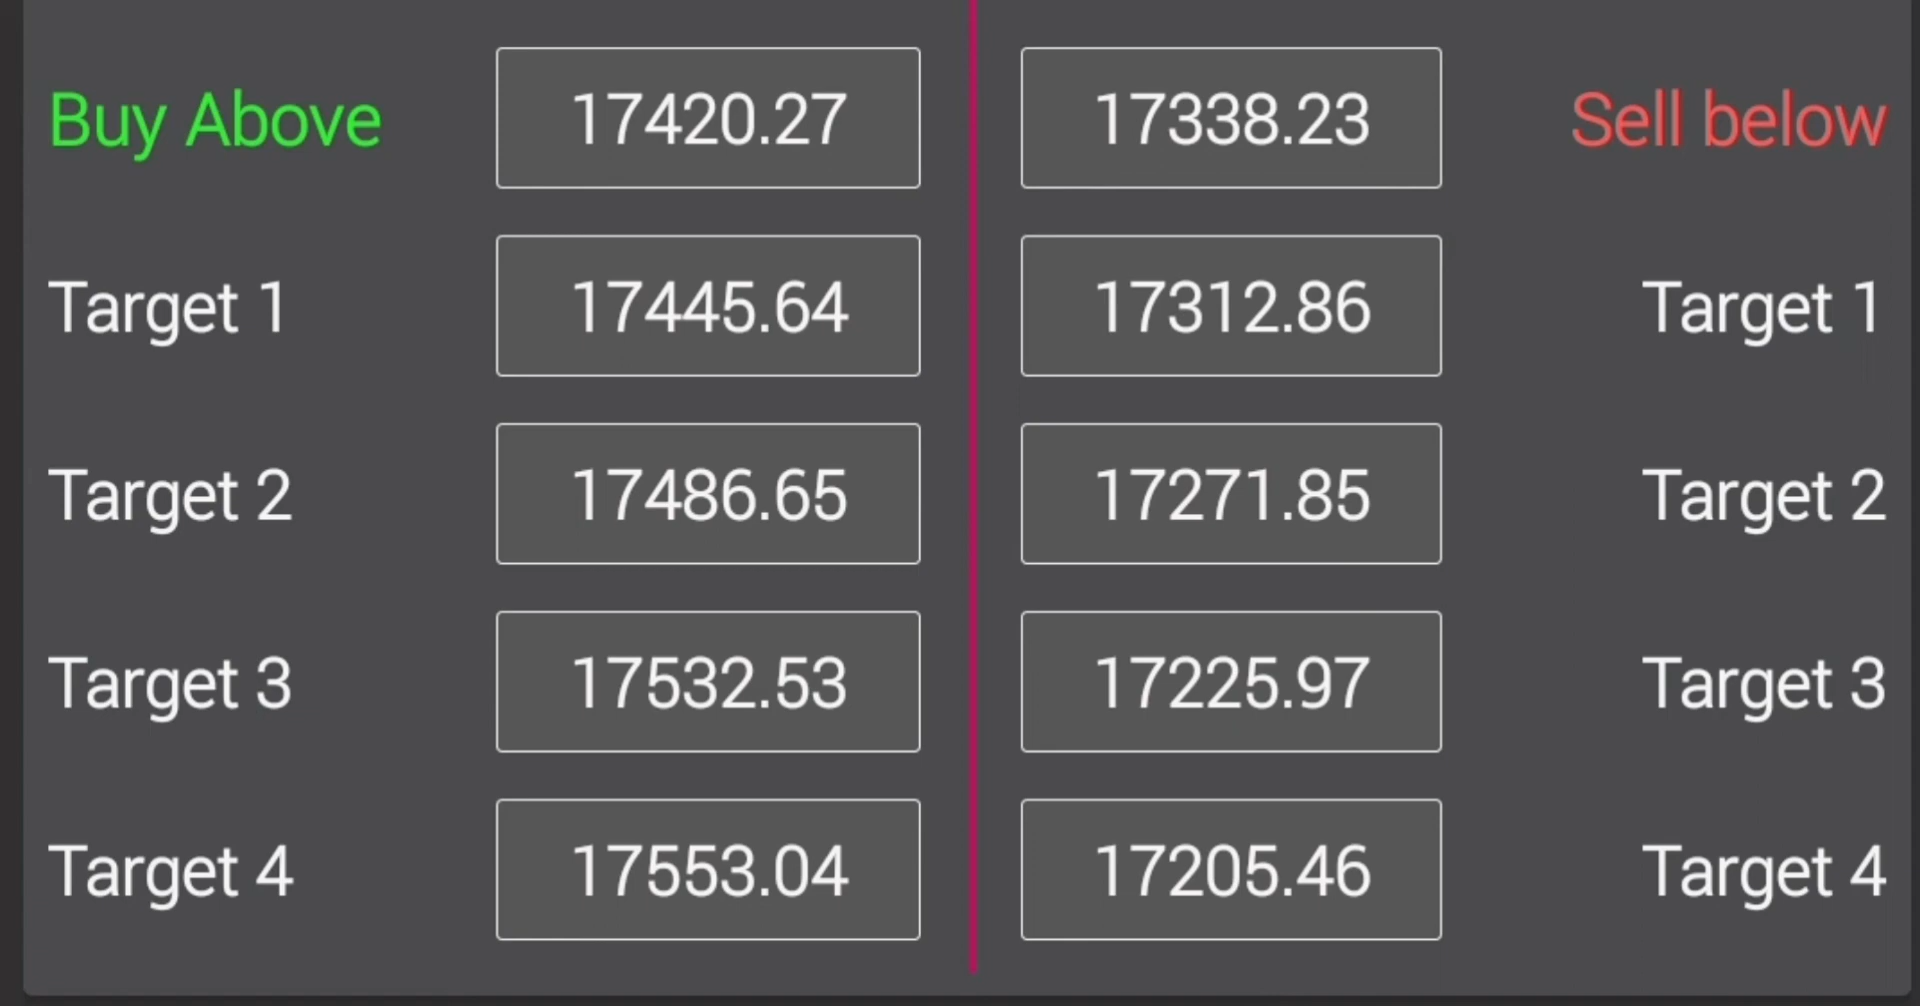 Buy Above 17420.27 17338.23 Sell below
Target 1 17445.64 17312.86 Target 1
Target 2 17486.65 17271.85 Target 2
Target 3 17532.53 17225.97 Target 3
Target 4 17553.04 17205.46 Target 4